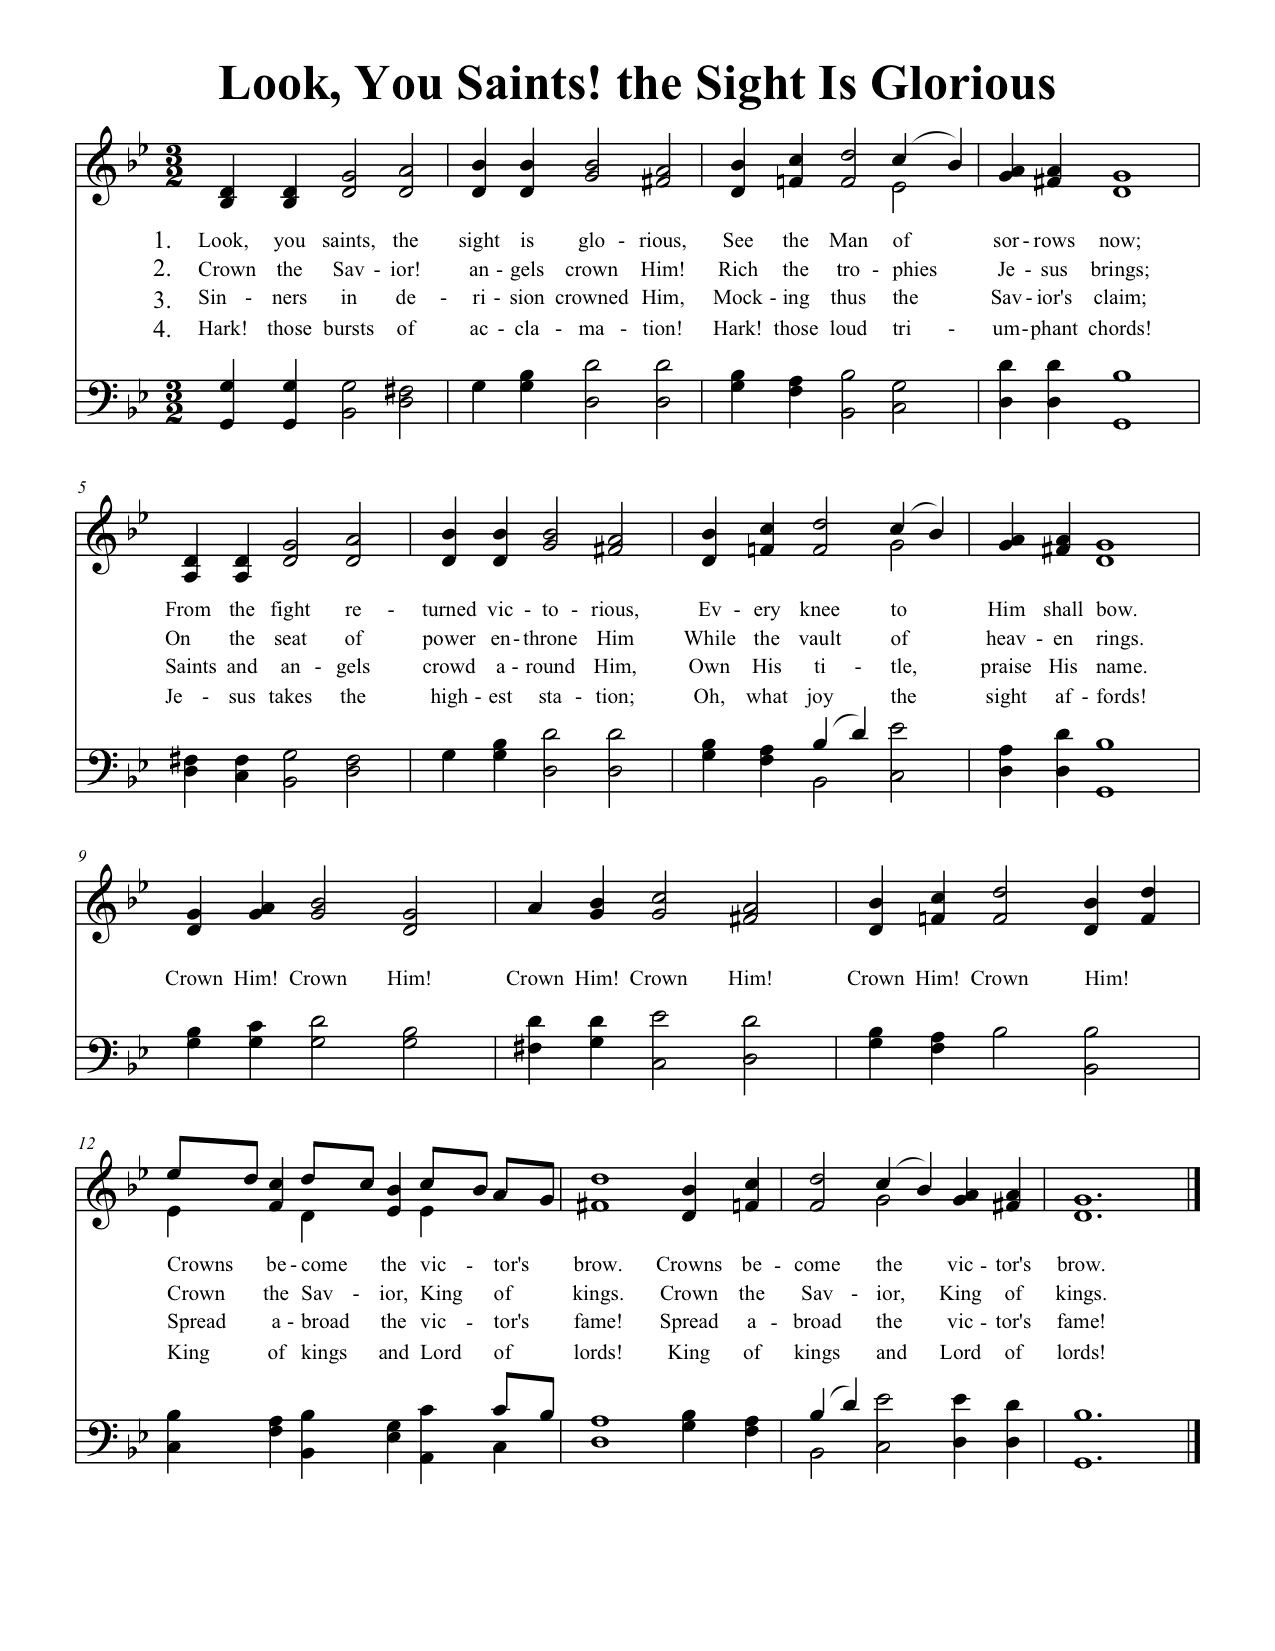 Look, You Saints! the Sight Is Glorious
3 2
1. Look, you saints, the sight is glo - rious, See the Man of sor - rows now;
2. Crown the Sav - ior! an - gels crown Him! Rich the tro - phies Je - sus brings;
3. Sin - ners in de - ri - sion crowned Him, Mock - ing thus the Sav - ior's claim;
4. Hark! those bursts of ac - cla - ma - tion! Hark! those loud tri - um - phant chords!
3 2
5
From the fight re - turned vic - to - rious, Ev - ery knee to Him shall bow.
On the seat of power en - throne Him While the vault of heav - en rings.
Saints and an - gels crowd a - round Him, Own His ti - tle, praise His name.
Je - sus takes the high - est sta - tion; Oh, what joy the sight af - fords!
9
Crown Him! Crown Him! Crown Him! Crown Him! Crown Him! Crown Him!
12
Crowns be - come the vic - tor's brow. Crowns be - come the vic - tor's brow.
Crown the Sav - ior, King of kings. Crown the Sav - ior, King of kings.
Spread a - broad the vic - tor's fame! Spread a - broad the vic - tor's fame!
King of kings and Lord of lords! King of kings and Lord of lords!